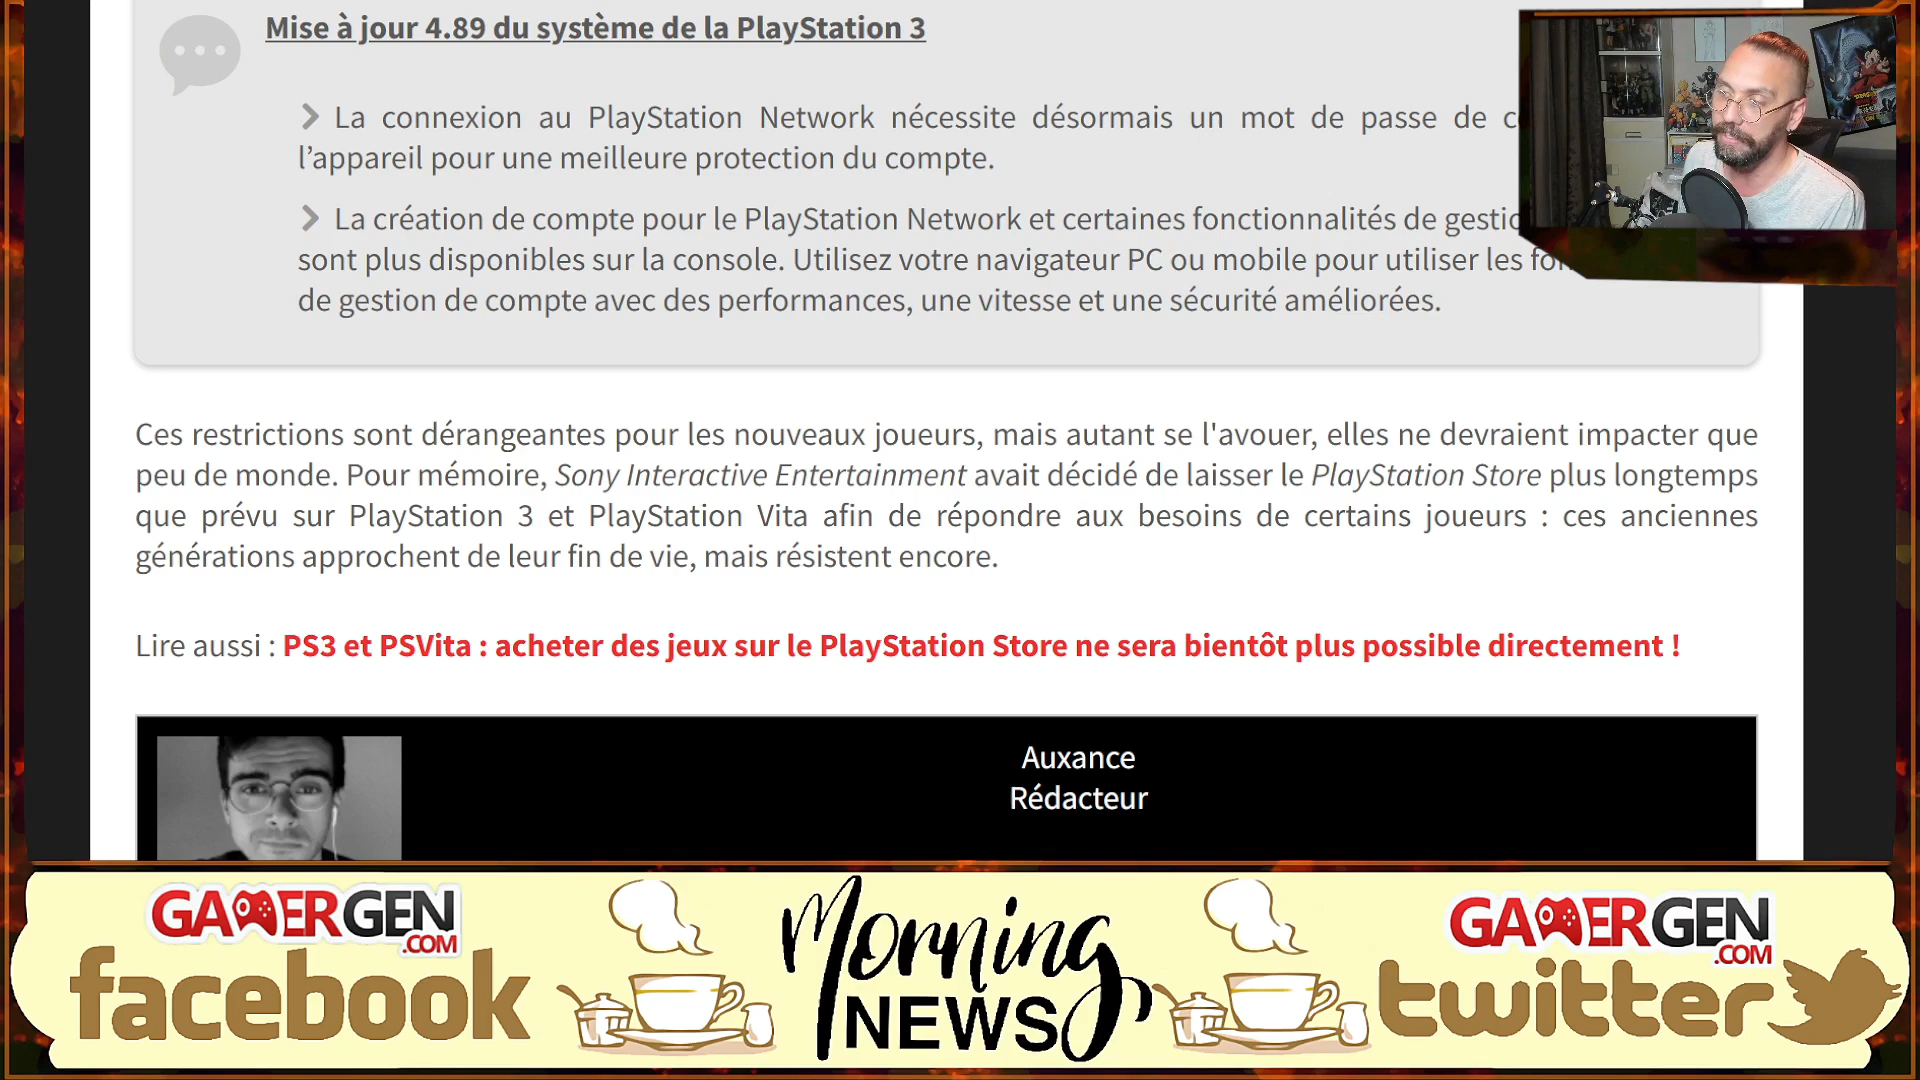 Mise à jour 4.89 du système de la PlayStation 3
La connexion au PlayStation Network nécessite désormais un mot de passe de
l’appareil pour une meilleure protection du compte.
La création de compte pour le PlayStation Network et certaines fonctionnalités de
sont plus disponibles sur la console. Utilisez votre navigateur PC ou mobile pour utiliser les
de gestion de compte avec des performances, une vitesse et une sécurité améliorées.
Ces restrictions sont dérangeantes pour les nouveaux joueurs, mais autant se l'avouer, elles ne devraient impacter que
peu de monde. Pour mémoire, Sony Interactive Entertainment avait décidé de laisser le PlayStation Store plus longtemps
que prévu sur PlayStation 3 et PlayStation Vita afin de répondre aux besoins de certains joueurs : ces anciennes
générations approchent de leur fin de vie, mais résistent encore.
Lire aussi : PS3 et PSVita : acheter des jeux sur le PlayStation Store ne sera bientôt plus possible directement !
Auxance
Rédacteur
GAMERGEN
.COM
facebook
Morning
NEWS
GAMERGEN
.COM
twitter